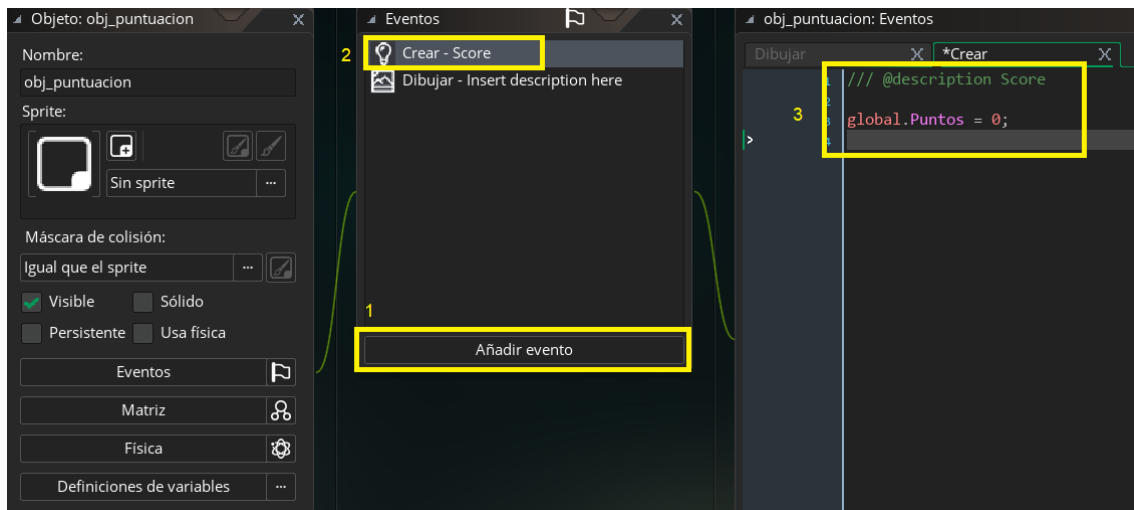 Objeto: obj_puntuacion
Nombre:
obj_puntuacion
Sprite:
Sin sprite
...
Máscara de colisión:
Igual que el sprite
...
Visible
Sólido
Persistente
Usa física
Eventos
Matriz
Física
Definiciones de variables
...
Eventos
2
Crear - Score
Dibujar - Insert description here
1
Añadir evento
obj_puntuacion: Eventos
Dibujar
*Crear
1 /// @description Score
2
3
3 global.Puntos = 0;
4